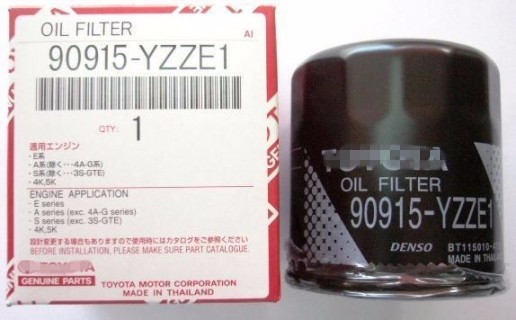 OIL FILTER
AI
90915-YZZE1
QTY: 1
適用エンジン
・E系
・A系(除く・・・4A-G系)
・S系(除く・・・3S-GTE)
・4K,5K
ENGINE APPLICATION
・E series
・A series (exc. 4A-G series)
・S series (exc. 3S-GTE)
・4K,5K
設計変更する場合もありますので使用時にはカタログをご参照ください
BEFORE INSTALLATION, PLEASE MAKE SURE PART CATALOGUE.
TOYOTA
GENUINE PARTS
TOYOTA MOTOR CORPORATION
MADE IN THAILAND
TOYOTA
OIL FILTER
90915-YZZE1
DENSO
BT115010-
MADE IN THAILAND